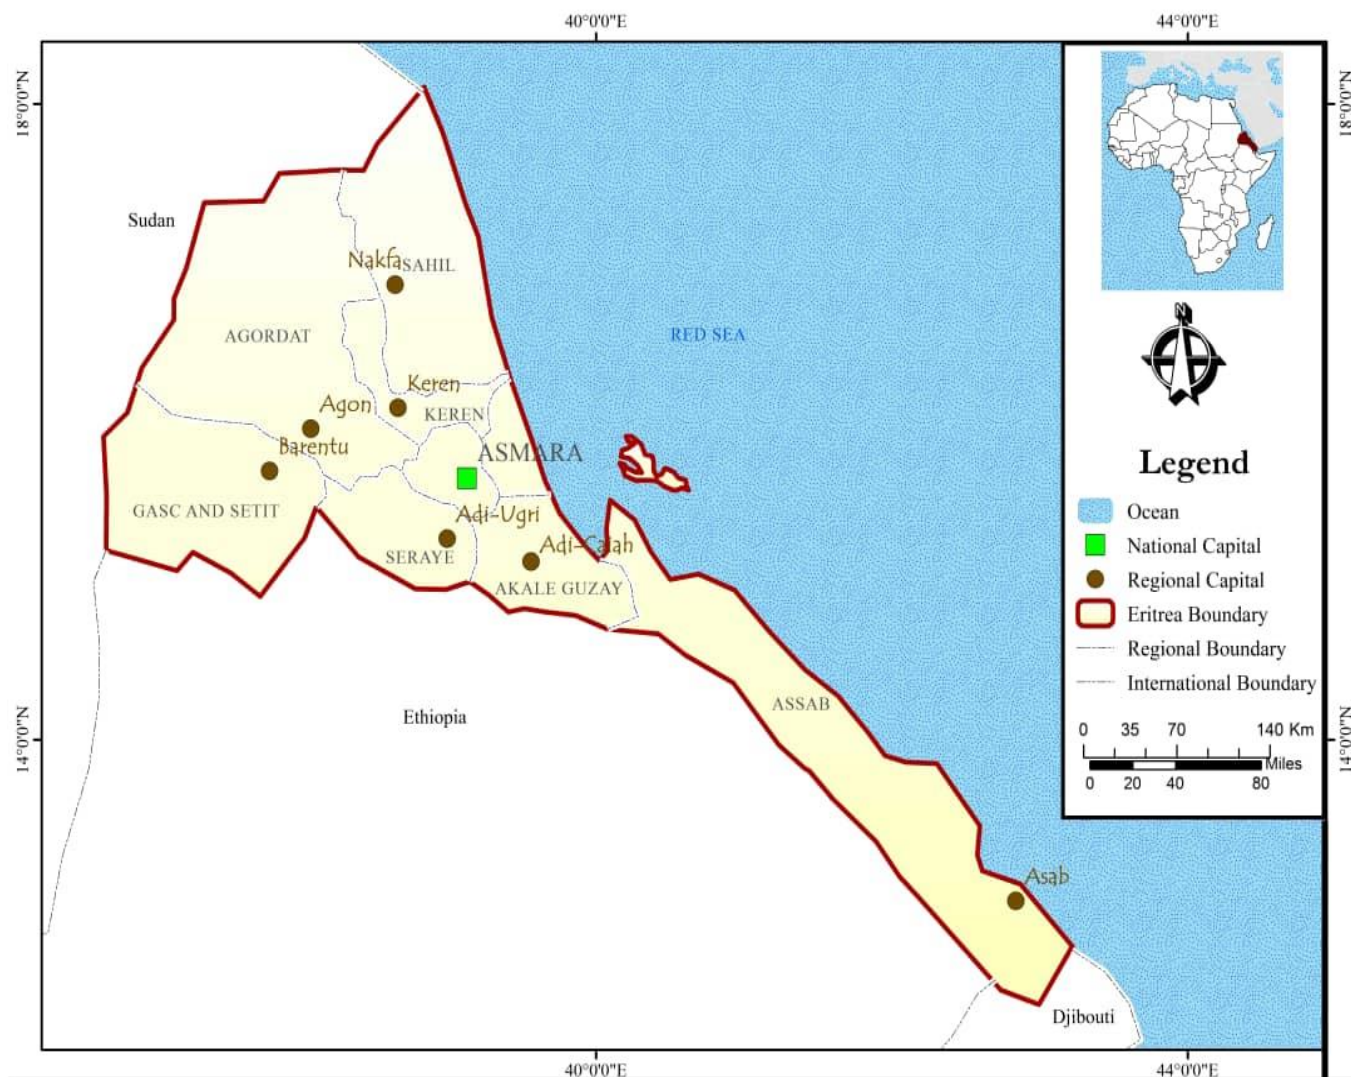 40°0'0"E
44°0'0"E
18°0'0"N
18°0'0"N
Sudan
Nakfa
SAHIL
AGORDAT
RED SEA
Keren
KEREN
Agon
Barentu
ASMARA
GASC AND SETIT
Adi-Ugri
SERAYE
Adi-Caiah
AKALE GUZAY
Ethiopia
ASSAB
14°0'0"N
14°0'0"N
Asab
Djibouti
40°0'0"E
44°0'0"E
N
Legend
Ocean
National Capital
Regional Capital
Eritrea Boundary
Regional Boundary
International Boundary
0 35 70 140 Km
Miles
0 20 40 80